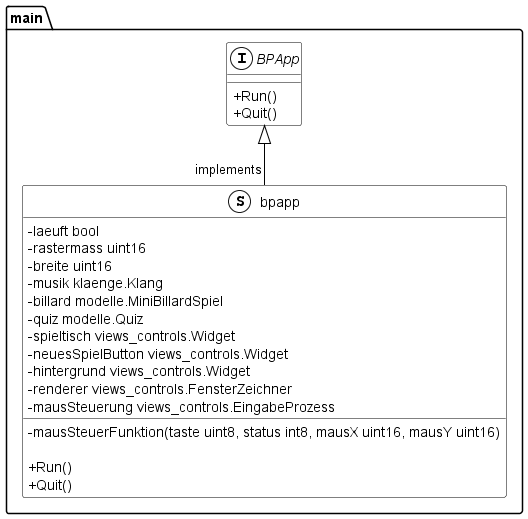 main
I BPApp
+Run()
+Quit()
implements
S bpapp
-laeuft bool
-rastermass uint16
-breite uint16
-musik klaenge.Klang
-billard modelle.MiniBillardSpiel
-quiz modelle.Quiz
-spieltisch views_controls.Widget
-neuesSpielButton views_controls.Widget
-hintergrund views_controls.Widget
-renderer views_controls.FensterZeichner
-mausSteuerung views_controls.EingabeProzess
-mausSteuerFunktion(taste uint8, status int8, mausX uint16, mausY uint16)
+Run()
+Quit()